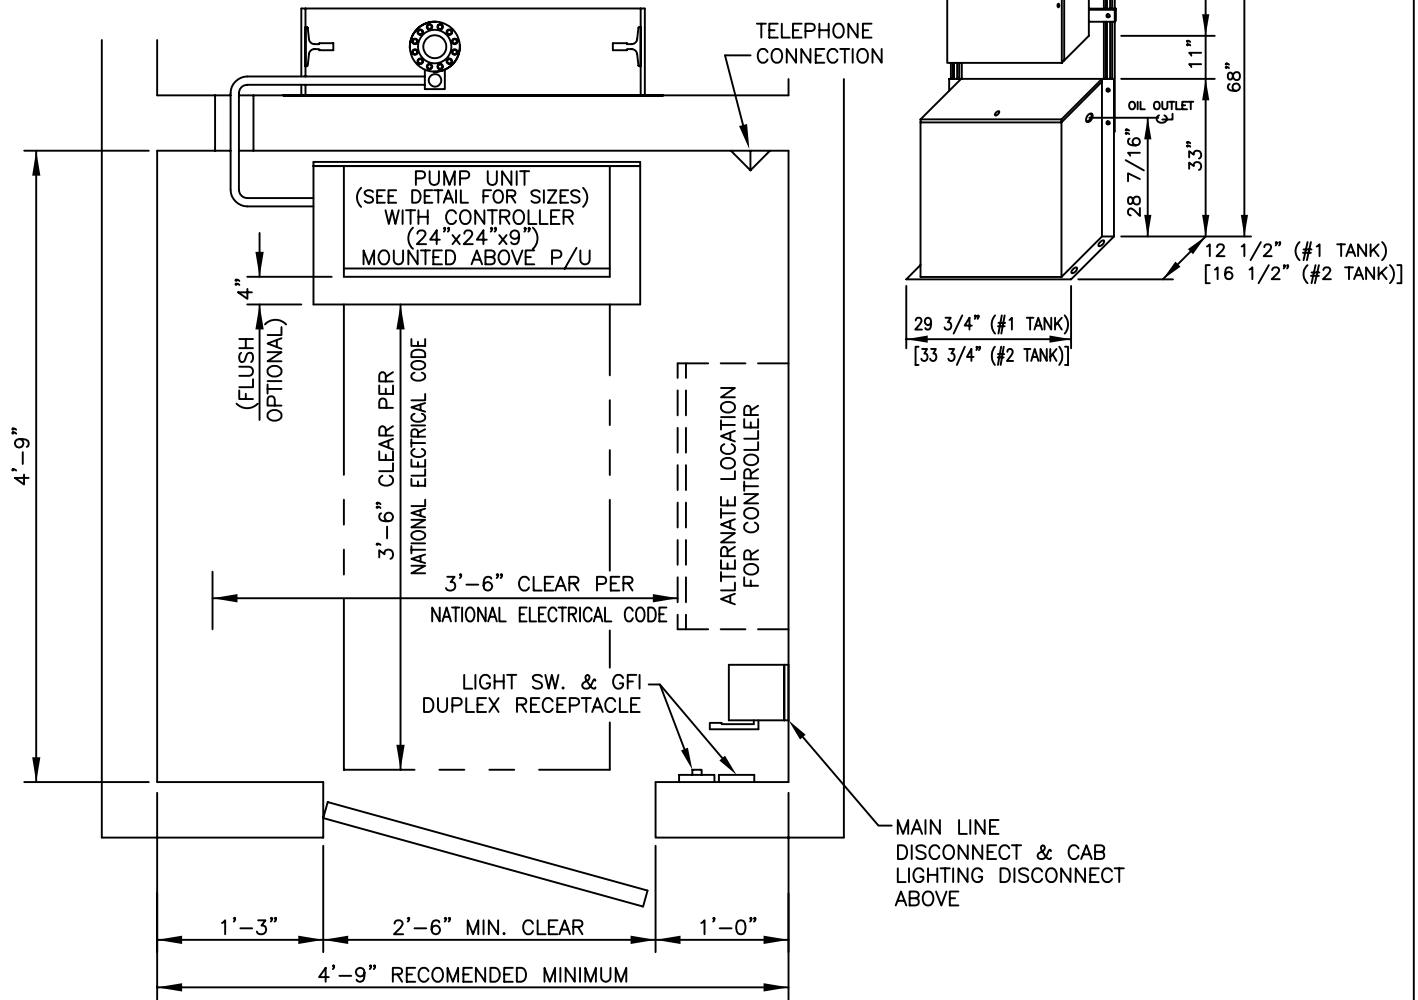 TELEPHONE
CONNECTION
PUMP UNIT
(SEE DETAIL FOR SIZES)
WITH CONTROLLER
(24"x24"x9")
MOUNTED ABOVE P/U
4"
(FLUSH
OPTIONAL)
4'-9"
3'-6" CLEAR PER
NATIONAL ELECTRICAL CODE
3'-6" CLEAR PER
NATIONAL ELECTRICAL CODE
ALTERNATE LOCATION
FOR CONTROLLER
LIGHT SW. & GFI
DUPLEX RECEPTACLE
MAIN LINE
DISCONNECT & CAB
LIGHTING DISCONNECT
ABOVE
1'-3"
2'-6" MIN. CLEAR
1'-0"
4'-9" RECOMENDED MINIMUM
11"
68"
OIL OUTLET
28 7/16"
33"
12 1/2" (#1 TANK)
[16 1/2" (#2 TANK)]
29 3/4" (#1 TANK)
[33 3/4" (#2 TANK)]